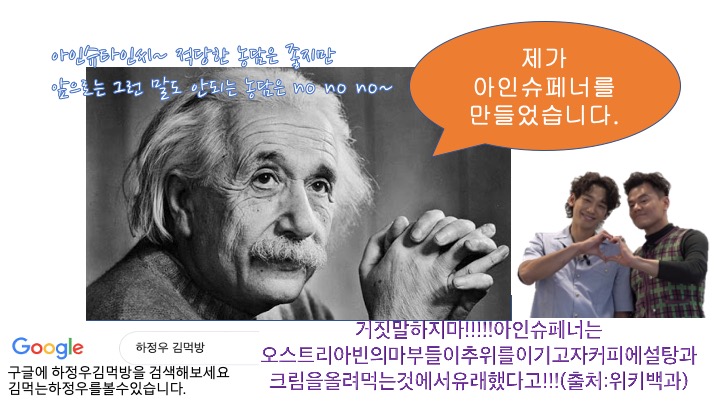 아인슈타인씨~ 적당한 농담은 좋지만
앞으로는 그런 말도 안되는 농담은 no no no~
제가
아인슈페너를
만들었습니다.
거짓말하지마!!!!!아인슈페너는
오스트리아빈의마부들이추위를이기고자커피에설탕과
크림을올려먹는것에서유래했다고!!!(출처:위키백과)
Google
하정우 김먹방
구글에 하정우김먹방을 검색해보세요
김먹는하정우를볼수있습니다.